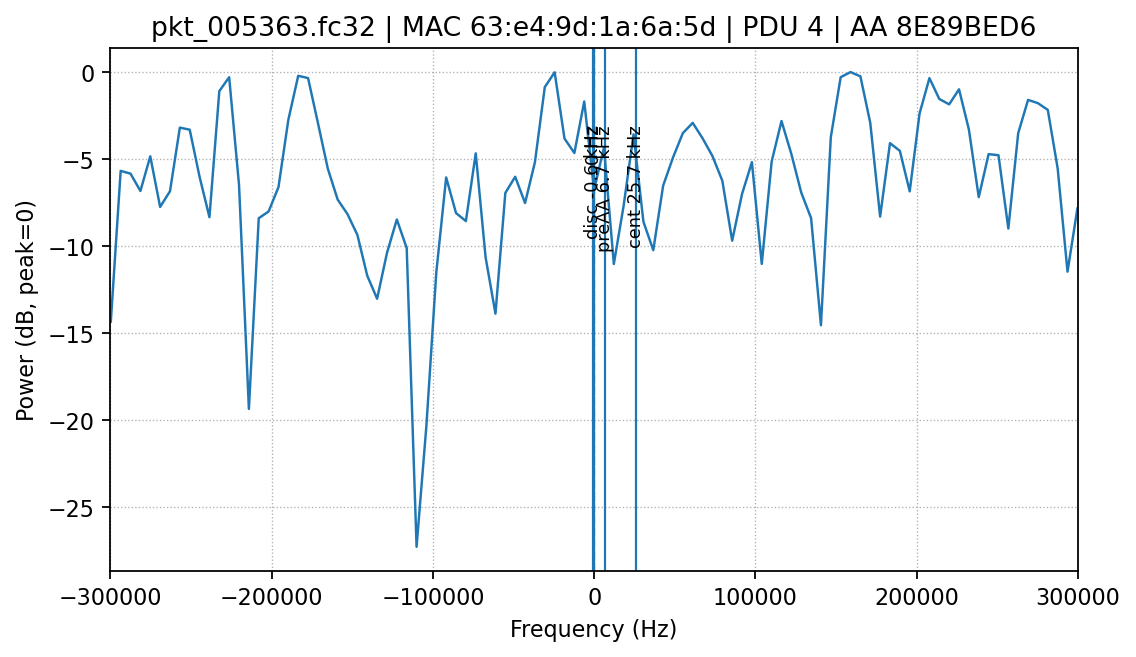 pkt_005363.fc32 | MAC 63:e4:9d:1a:6a:5d | PDU 4 | AA 8E89BED6
Power (dB, peak=0)
0
−5
−10
−15
−20
−25
disc
preAA 6.7 kHz
cent 25.7 kHz
−300000
−200000
−100000
0
100000
200000
300000
Frequency (Hz)